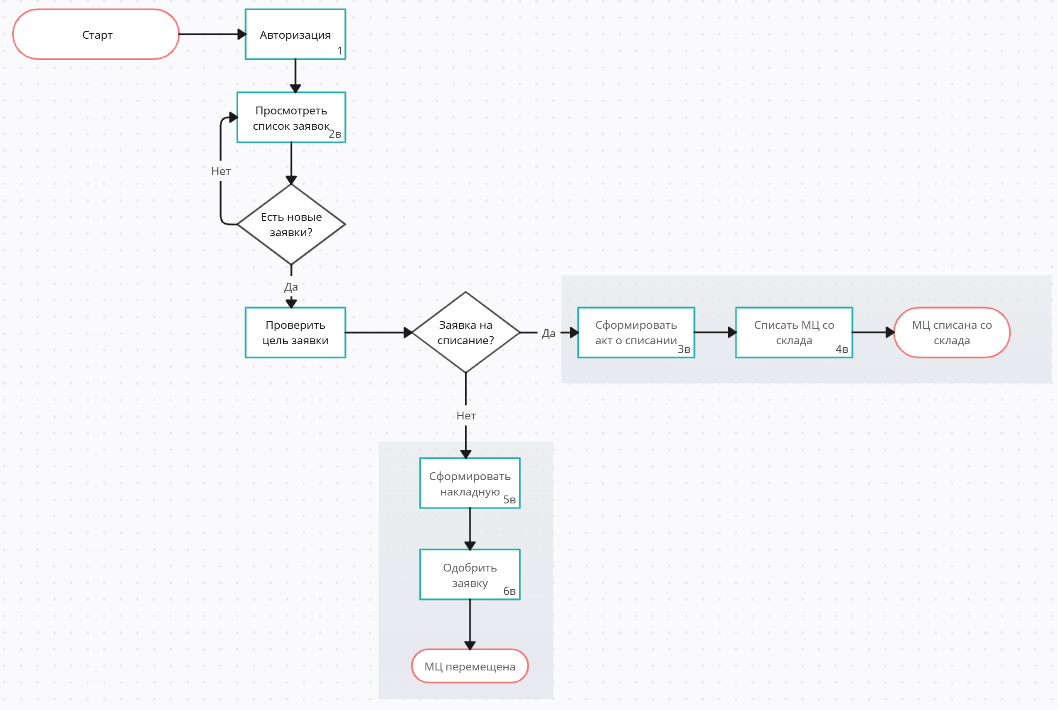 Старт
Авторизация
1
Просмотреть
список заявок
2в
Нет
Есть новые
заявки?
Да
Проверить
цель заявки
Заявка на
списание?
Да
Сформировать
акт о списании
3в
Списать МЦ со
склада
4в
МЦ списана со
склада
Нет
Сформировать
накладную
5в
Одобрить
заявку
6в
МЦ перемещена